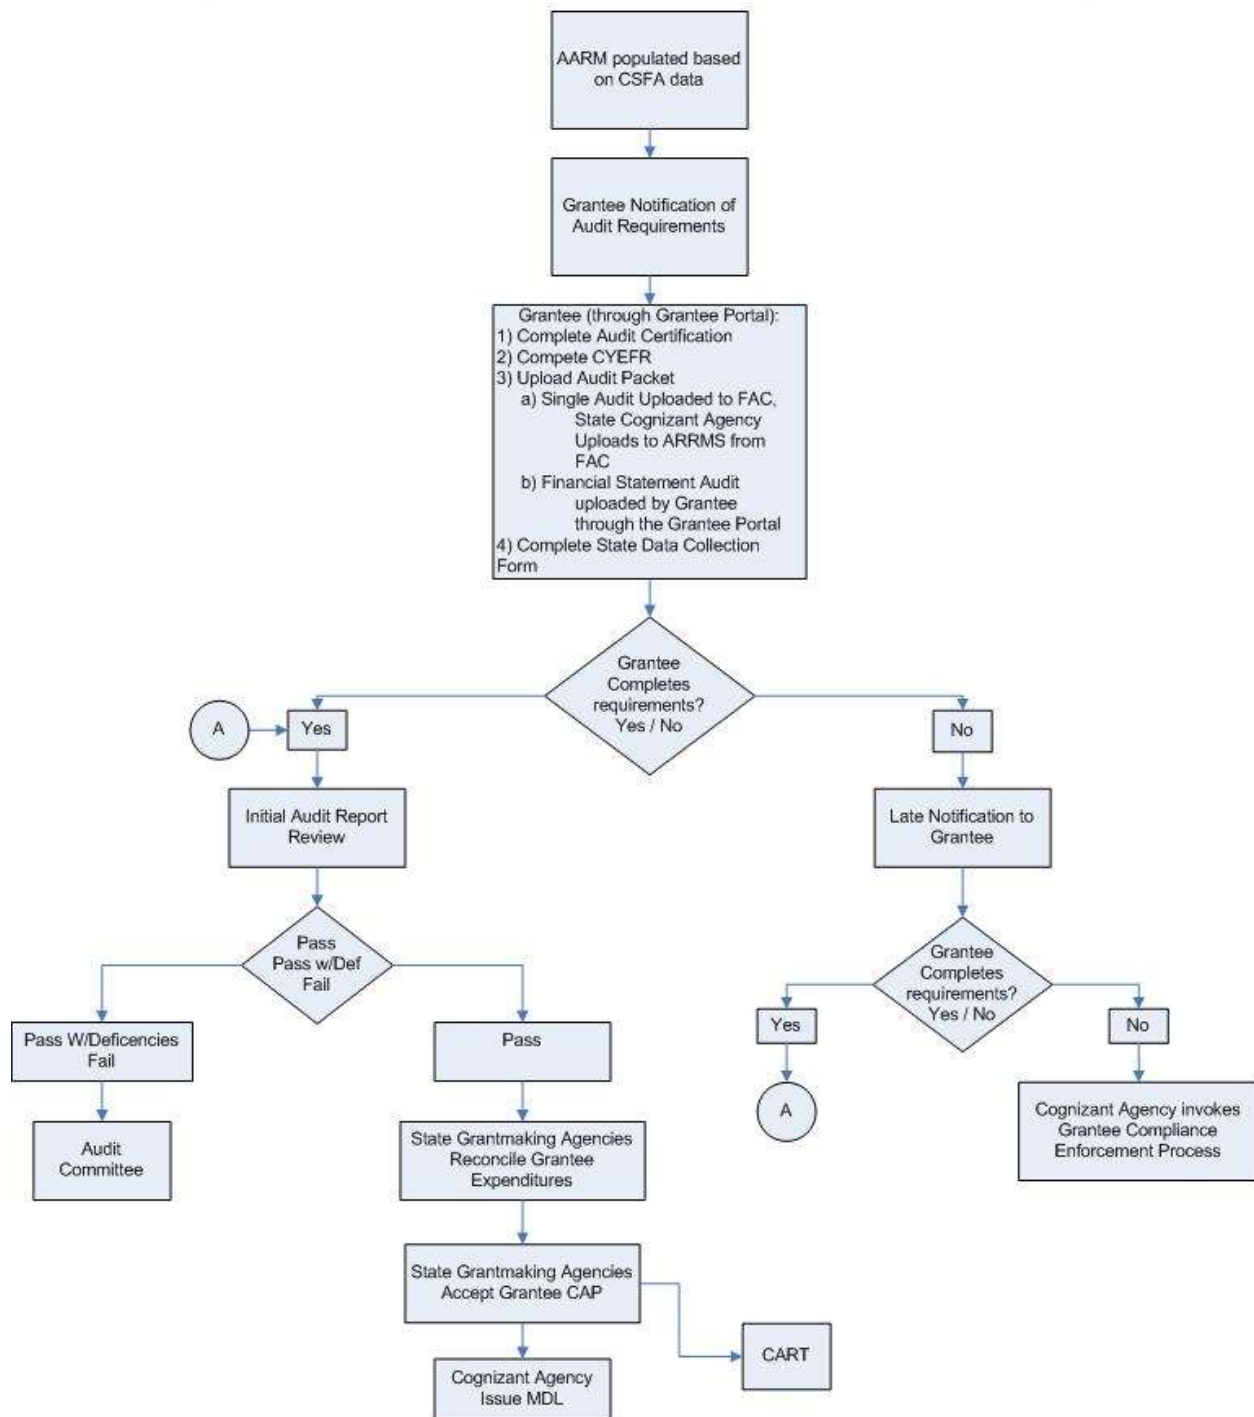 AARM populated based
on CSFA data
Grantee Notification of
Audit Requirements
Grantee (through Grantee Portal):
1) Complete Audit Certification
2) Compete CYEFR
3) Upload Audit Packet
a) Single Audit Uploaded to FAC,
State Cognizant Agency
Uploads to ARRMS from
FAC
b) Financial Statement Audit
uploaded by Grantee
through the Grantee Portal
4) Complete State Data Collection
Form
Grantee
Completes
requirements?
Yes / No
A
Yes
No
Initial Audit Report
Review
Late Notification to
Grantee
Pass
Pass w/Def
Fail
Grantee
Completes
requirements?
Yes / No
Pass W/Deficencies
Fail
Pass
Yes
No
Audit
Committee
State Grantmaking Agencies
Reconcile Grantee
Expenditures
A
Cognizant Agency invokes
Grantee Compliance
Enforcement Process
State Grantmaking Agencies
Accept Grantee CAP
CART
Cognizant Agency
Issue MDL